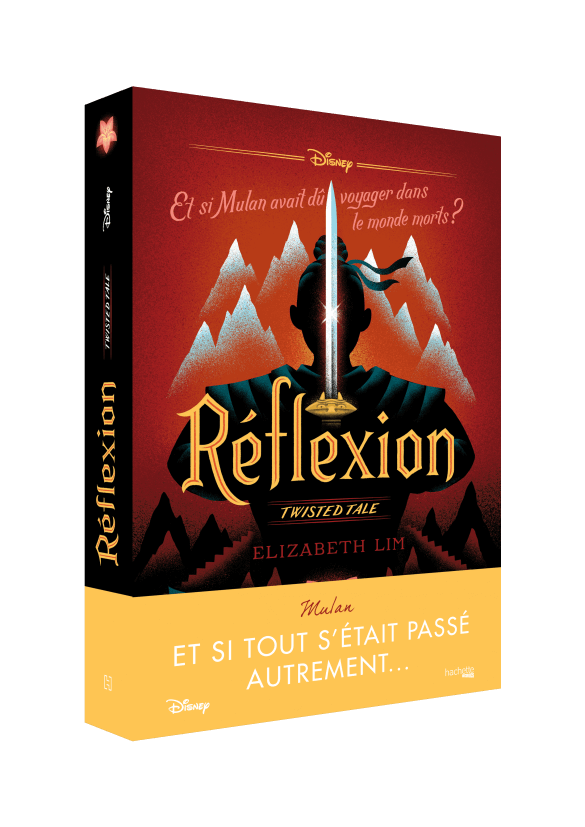 Disney
Et si Mulan avait dû voyager dans
le monde morts ?
Réflexion
TWISTED TALE
ELIZABETH LIM
Mulan
ET SI TOUT S'ÉTAIT PASSÉ
AUTREMENT...
Disney
hachette
Disney
TWISTED TALE
Réflexion